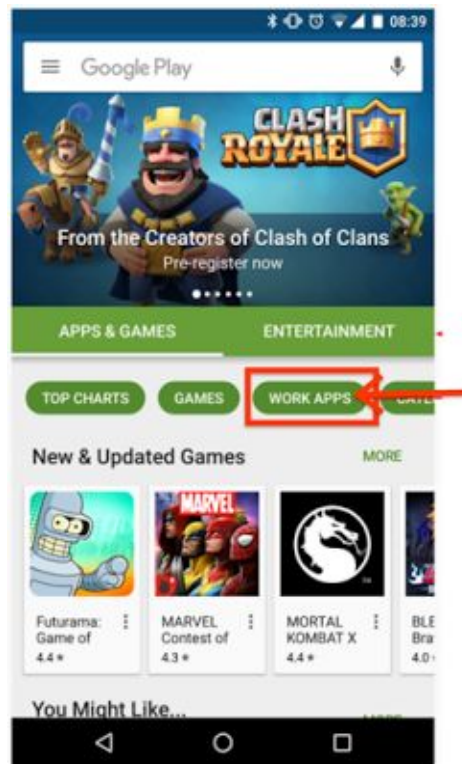 08:39
Google Play
CLASH
ROYALE
From the Creators of Clash of Clans
Pre-register now
APPS & GAMES ENTERTAINMENT
TOP CHARTS GAMES WORK APPS
New & Updated Games MORE
MARVEL
Futurama: MARVEL MORTAL BLE
Game of Contest of KOMBAT X Bra
4.4 4.3 4.4 4.0
You Might Like...